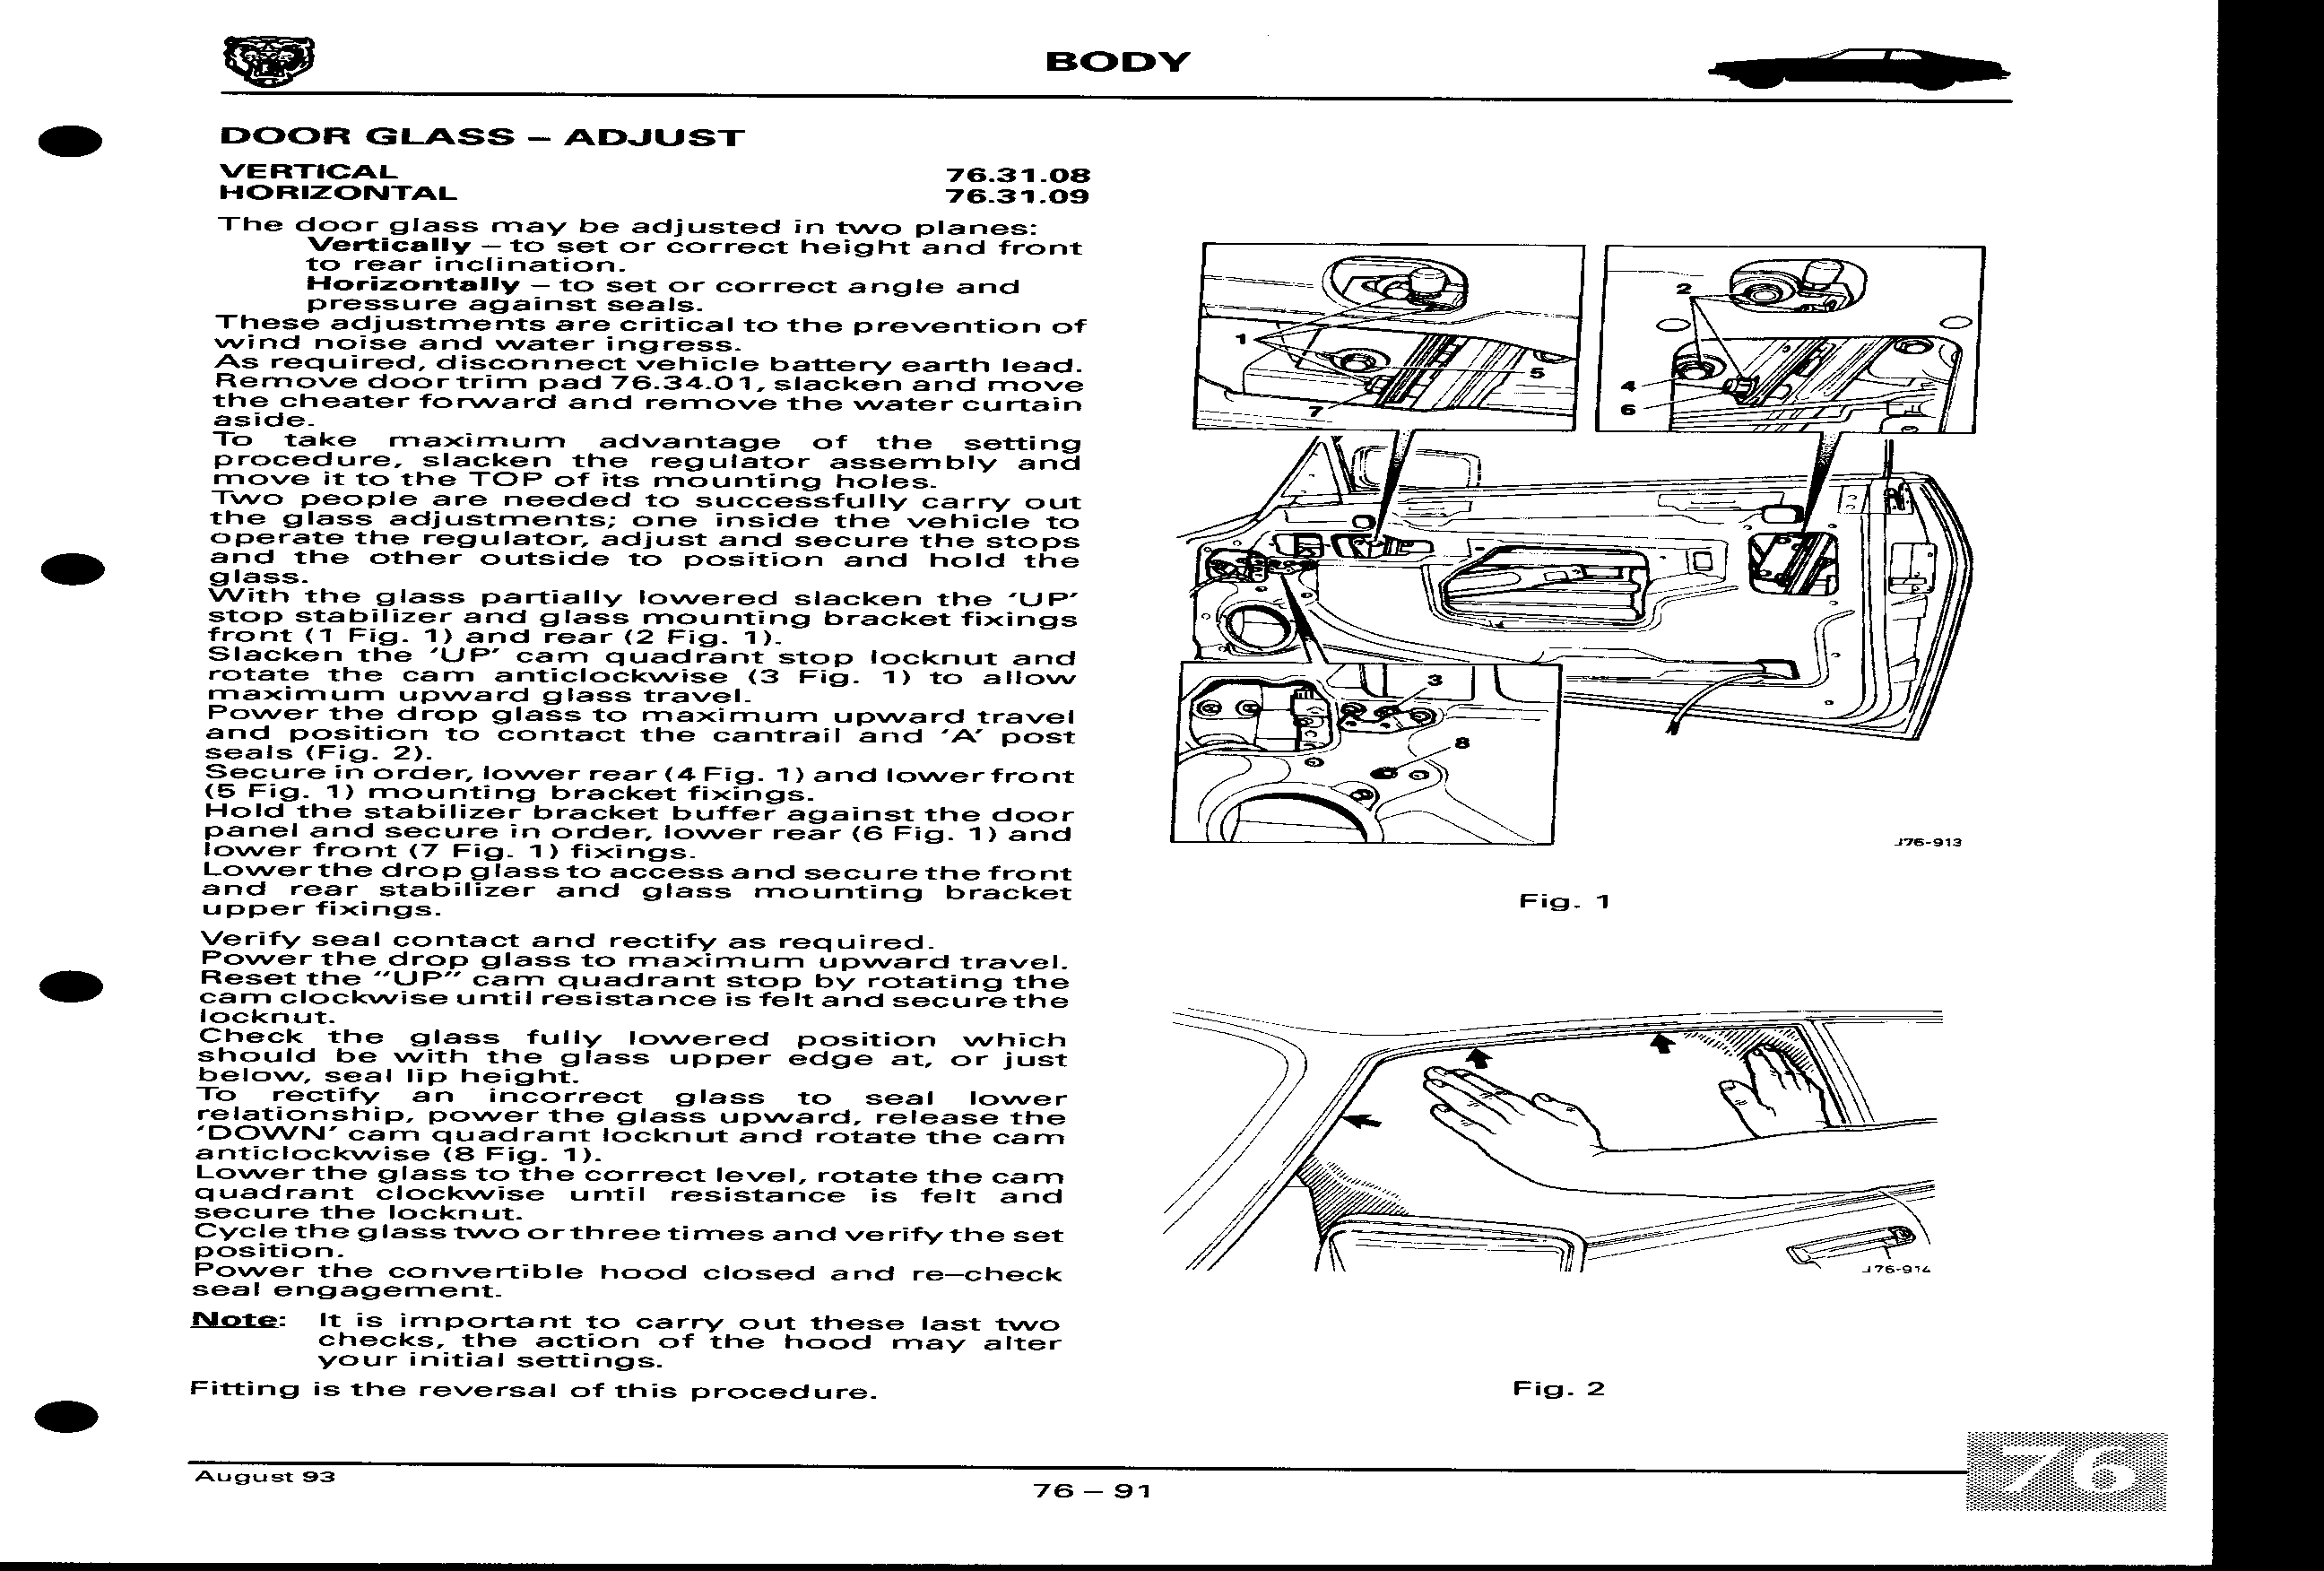 BODY
DOOR GLASS – ADJUST
VERTICAL 76.31.08
HORIZONTAL 76.31.09
The door glass may be adjusted in two planes:
Vertically – to set or correct height and front
to rear inclination.
Horizontally – to set or correct angle and
pressure against seals.
These adjustments are critical to the prevention of
wind noise and water ingress.
As required, disconnect vehicle battery earth lead.
Remove door trim pad 76.34.01, slacken and move
the cheater forward and remove the water curtain
aside.
To take maximum advantage of the setting
procedure, slacken the regulator assembly and
move it to the TOP of its mounting holes.
Two people are needed to successfully carry out
the glass adjustments; one inside the vehicle to
operate the regulator, adjust and secure the stops
and the other outside to position and hold the
glass.
With the glass partially lowered slacken the 'UP'
stop stabilizer and glass mounting bracket fixings
front (1 Fig. 1) and rear (2 Fig. 1).
Slacken the 'UP' cam quadrant stop locknut and
rotate the cam anticlockwise (3 Fig. 1) to allow
maximum upward glass travel.
Power the drop glass to maximum upward travel
and position to contact the cantrail and 'A' post
seals (Fig. 2).
Secure in order, lower rear (4 Fig. 1) and lower front
(5 Fig. 1) mounting bracket fixings.
Hold the stabilizer bracket buffer against the door
panel and secure in order, lower rear (6 Fig. 1) and
lower front (7 Fig. 1) fixings.
Lower the drop glass to access and secure the front
and rear stabilizer and glass mounting bracket
upper fixings.
Verify seal contact and rectify as required.
Power the drop glass to maximum upward travel.
Reset the "UP" cam quadrant stop by rotating the
cam clockwise until resistance is felt and secure the
locknut.
Check the glass fully lowered position which
should be with the glass upper edge at, or just
below, seal lip height.
To rectify an incorrect glass to seal lower
relationship, power the glass upward, release the
'DOWN' cam quadrant locknut and rotate the cam
anticlockwise (8 Fig. 1).
Lower the glass to the correct level, rotate the cam
quadrant clockwise until resistance is felt and
secure the locknut.
Cycle the glass two or three times and verify the set
position.
Power the convertible hood closed and re–check
seal engagement.
Note: It is important to carry out these last two
checks, the action of the hood may alter
your initial settings.
Fitting is the reversal of this procedure.
1
5
7
2
4
6
3
8
J76-913
Fig. 1
J76-914
Fig. 2
August 93
76 – 91
76